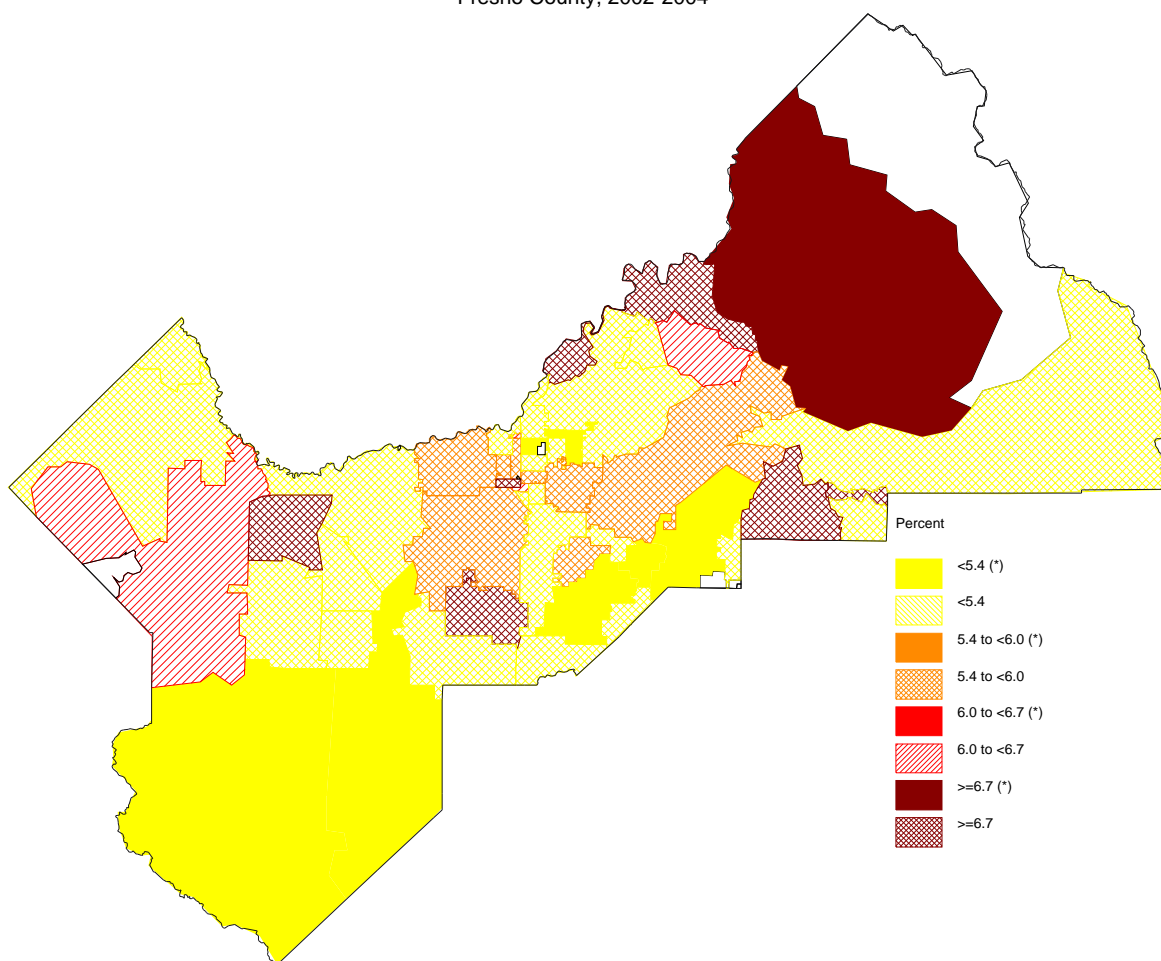 Fresno County, 2002-2004
Percent
<5.4 (*)
<5.4
5.4 to <6.0 (*)
5.4 to <6.0
6.0 to <6.7 (*)
6.0 to <6.7
>=6.7 (*)
>=6.7